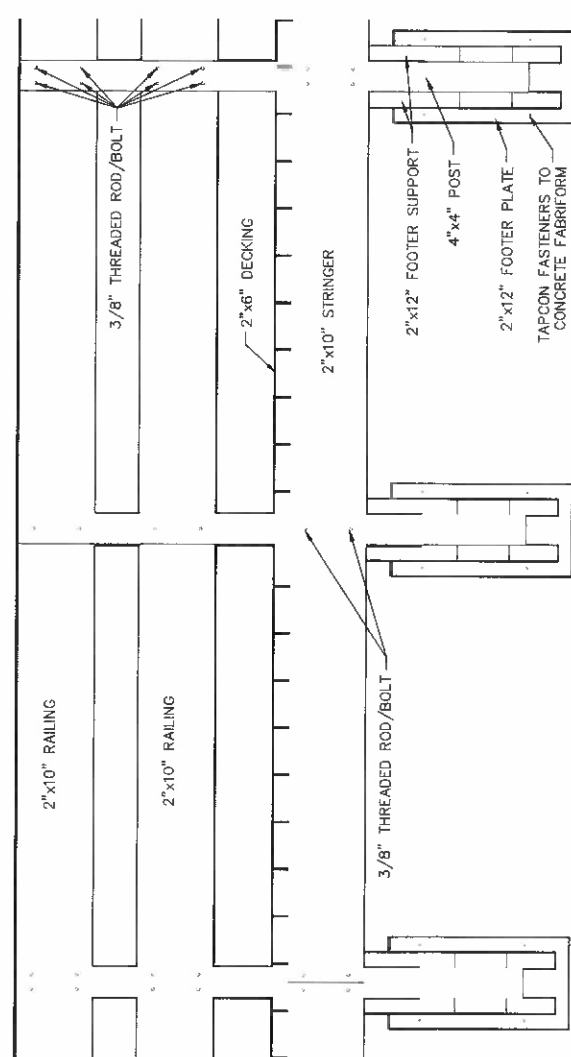 3/8" THREADED ROD/BOLT
2"x6" DECKING
2"x10" STRINGER
2"x12" FOOTER SUPPORT
4"x4" POST
2"x12" FOOTER PLATE
TAPCON FASTENERS TO
CONCRETE FABRIFORM
2"x10" RAILING
2"x10" RAILING
3/8" THREADED ROD/BOLT